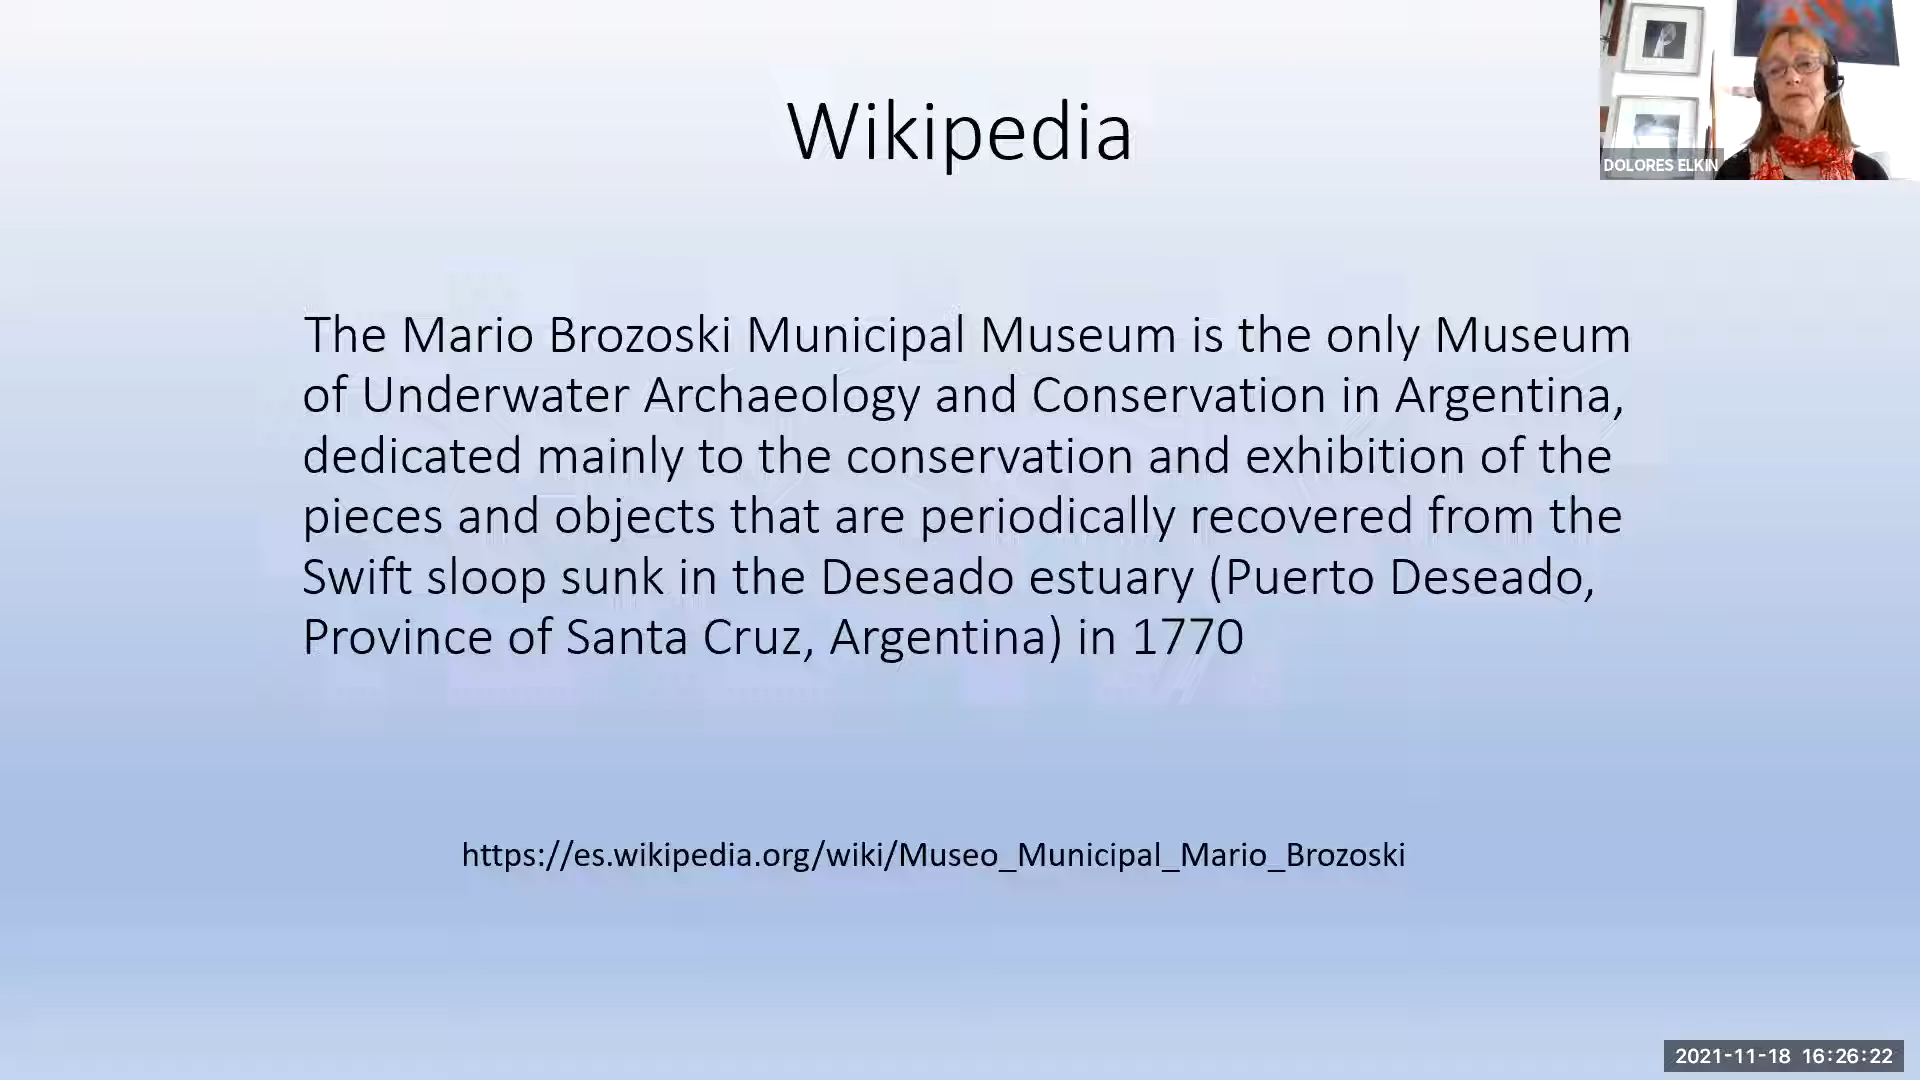 Wikipedia
DOLORES ELKIN
The Mario Brozoski Municipal Museum is the only Museum
of Underwater Archaeology and Conservation in Argentina,
dedicated mainly to the conservation and exhibition of the
pieces and objects that are periodically recovered from the
Swift sloop sunk in the Deseado estuary (Puerto Deseado,
Province of Santa Cruz, Argentina) in 1770
https://es.wikipedia.org/wiki/Museo_Municipal_Mario_Brozoski
2021-11-18 16:26:22